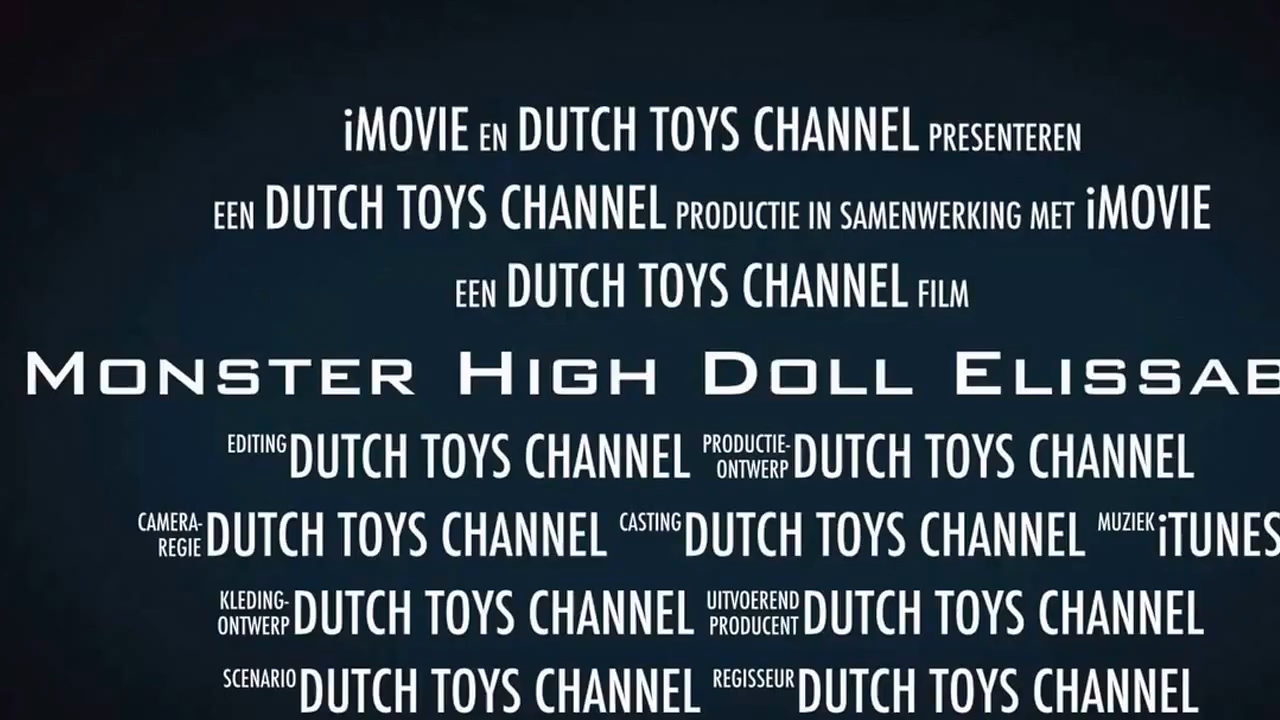 iMOVIE EN DUTCH TOYS CHANNEL PRESENTEREN
EEN DUTCH TOYS CHANNEL PRODUCTIE IN SAMENWERKING MET iMOVIE
EEN DUTCH TOYS CHANNEL FILM
MONSTER HIGH DOLL ELISSAB
EDITING DUTCH TOYS CHANNEL PRODUCTIE-ONTWERP DUTCH TOYS CHANNEL
CAMERA-REGIE DUTCH TOYS CHANNEL CASTING DUTCH TOYS CHANNEL MUZIEK iTUNES
KLEDING-ONTWERP DUTCH TOYS CHANNEL UITVOEREND PRODUCENT DUTCH TOYS CHANNEL
SCENARIO DUTCH TOYS CHANNEL REGISSEUR DUTCH TOYS CHANNEL